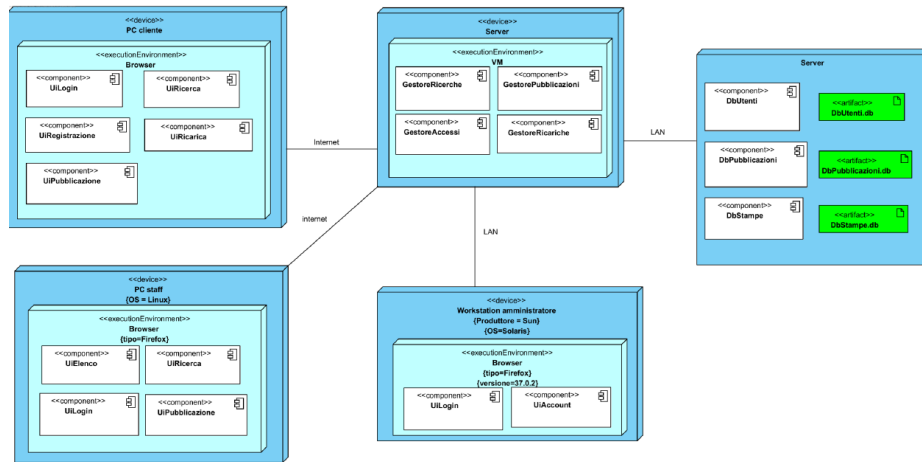 <<device>>
PC cliente
<<executionEnvironment>>
Browser
<<component>>
UiLogin
<<component>>
UiRicerca
<<component>>
UiRegistrazione
<<component>>
UiRicarica
<<component>>
UiPubblicazione
Internet
<<device>>
Server
<<executionEnvironment>>
VM
<<component>>
GestoreRicerche
<<component>>
GestorePubblicazioni
<<component>>
GestoreAccessi
<<component>>
GestoreRicariche
LAN
Server
<<component>>
DbUtenti
<<artifact>>
DbUtenti.db
<<component>>
DbPubblicazioni
<<artifact>>
DbPubblicazioni.db
<<component>>
DbStampe
<<artifact>>
DbStampe.db
internet
LAN
<<device>>
PC staff
{OS = Linux}
<<executionEnvironment>>
Browser
{tipo=Firefox}
<<component>>
UiElenco
<<component>>
UiRicerca
<<component>>
UiLogin
<<component>>
UiPubblicazione
<<device>>
Workstation amministratore
{Produttore = Sun}
{OS=Solaris}
<<executionEnvironment>>
Browser
{tipo=Firefox}
{versione=37.0.2}
<<component>>
UiLogin
<<component>>
UiAccount